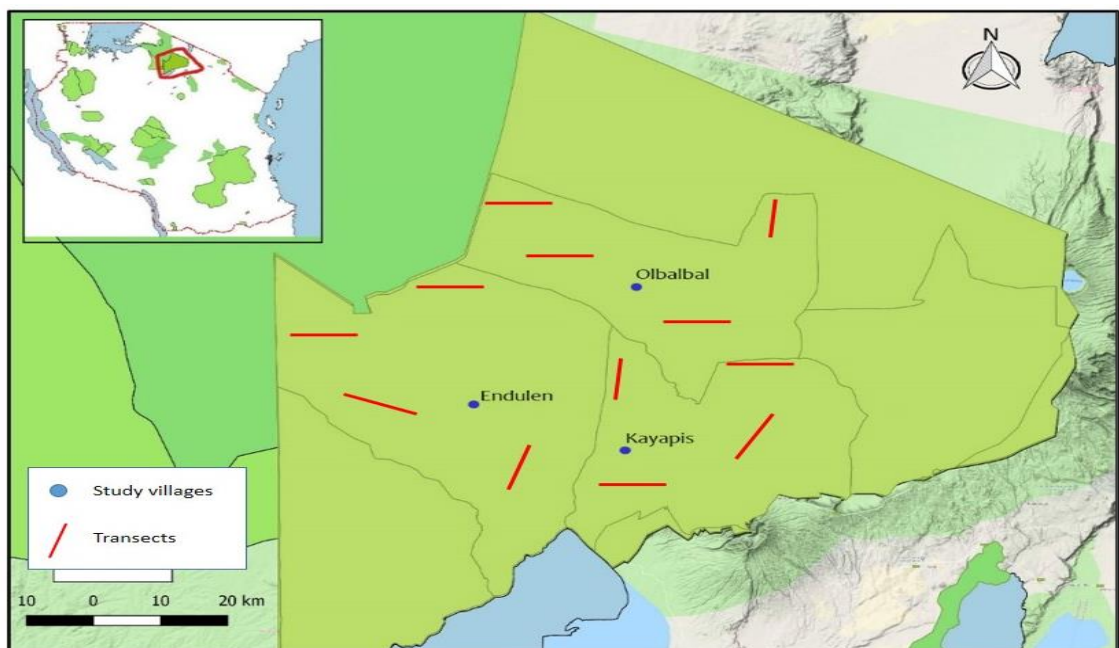 N
Olbalbal
Endulen
Kayapis
Study villages
Transects
10 0 10 20 km